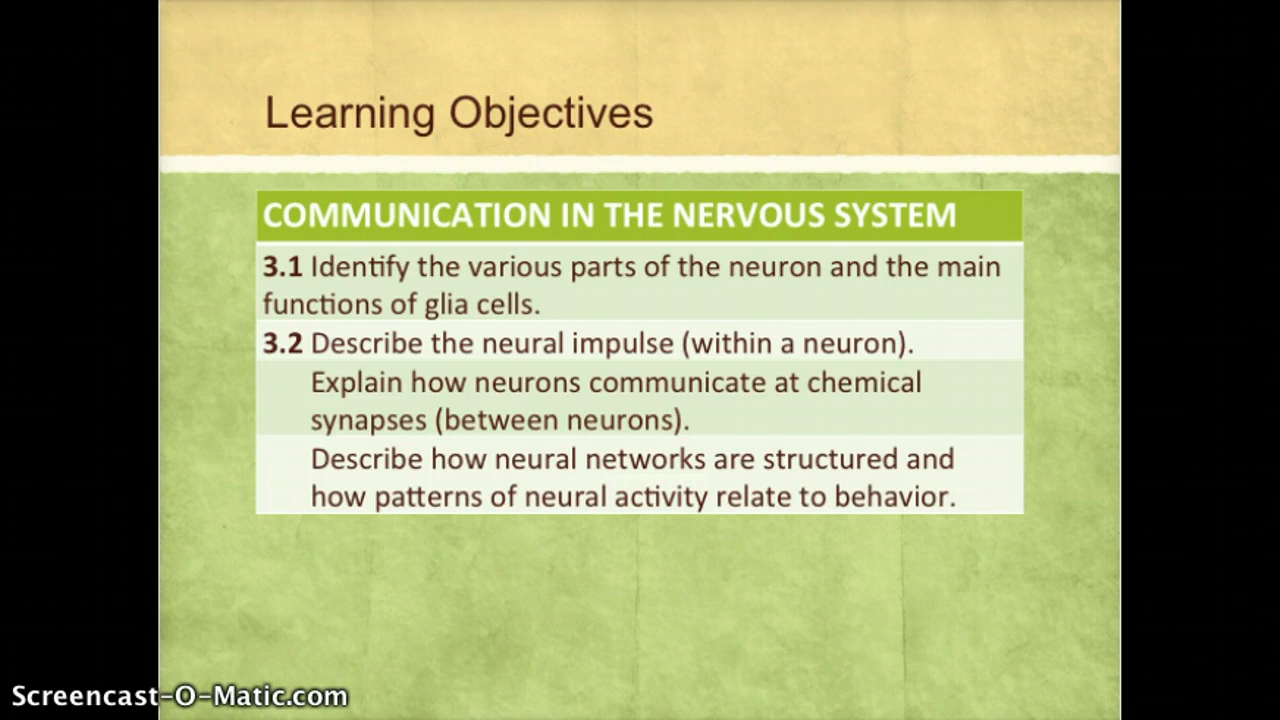 Learning Objectives
COMMUNICATION IN THE NERVOUS SYSTEM
3.1 Identify the various parts of the neuron and the main
functions of glia cells.
3.2 Describe the neural impulse (within a neuron).
Explain how neurons communicate at chemical
synapses (between neurons).
Describe how neural networks are structured and
how patterns of neural activity relate to behavior.
Screencast-O-Matic.com